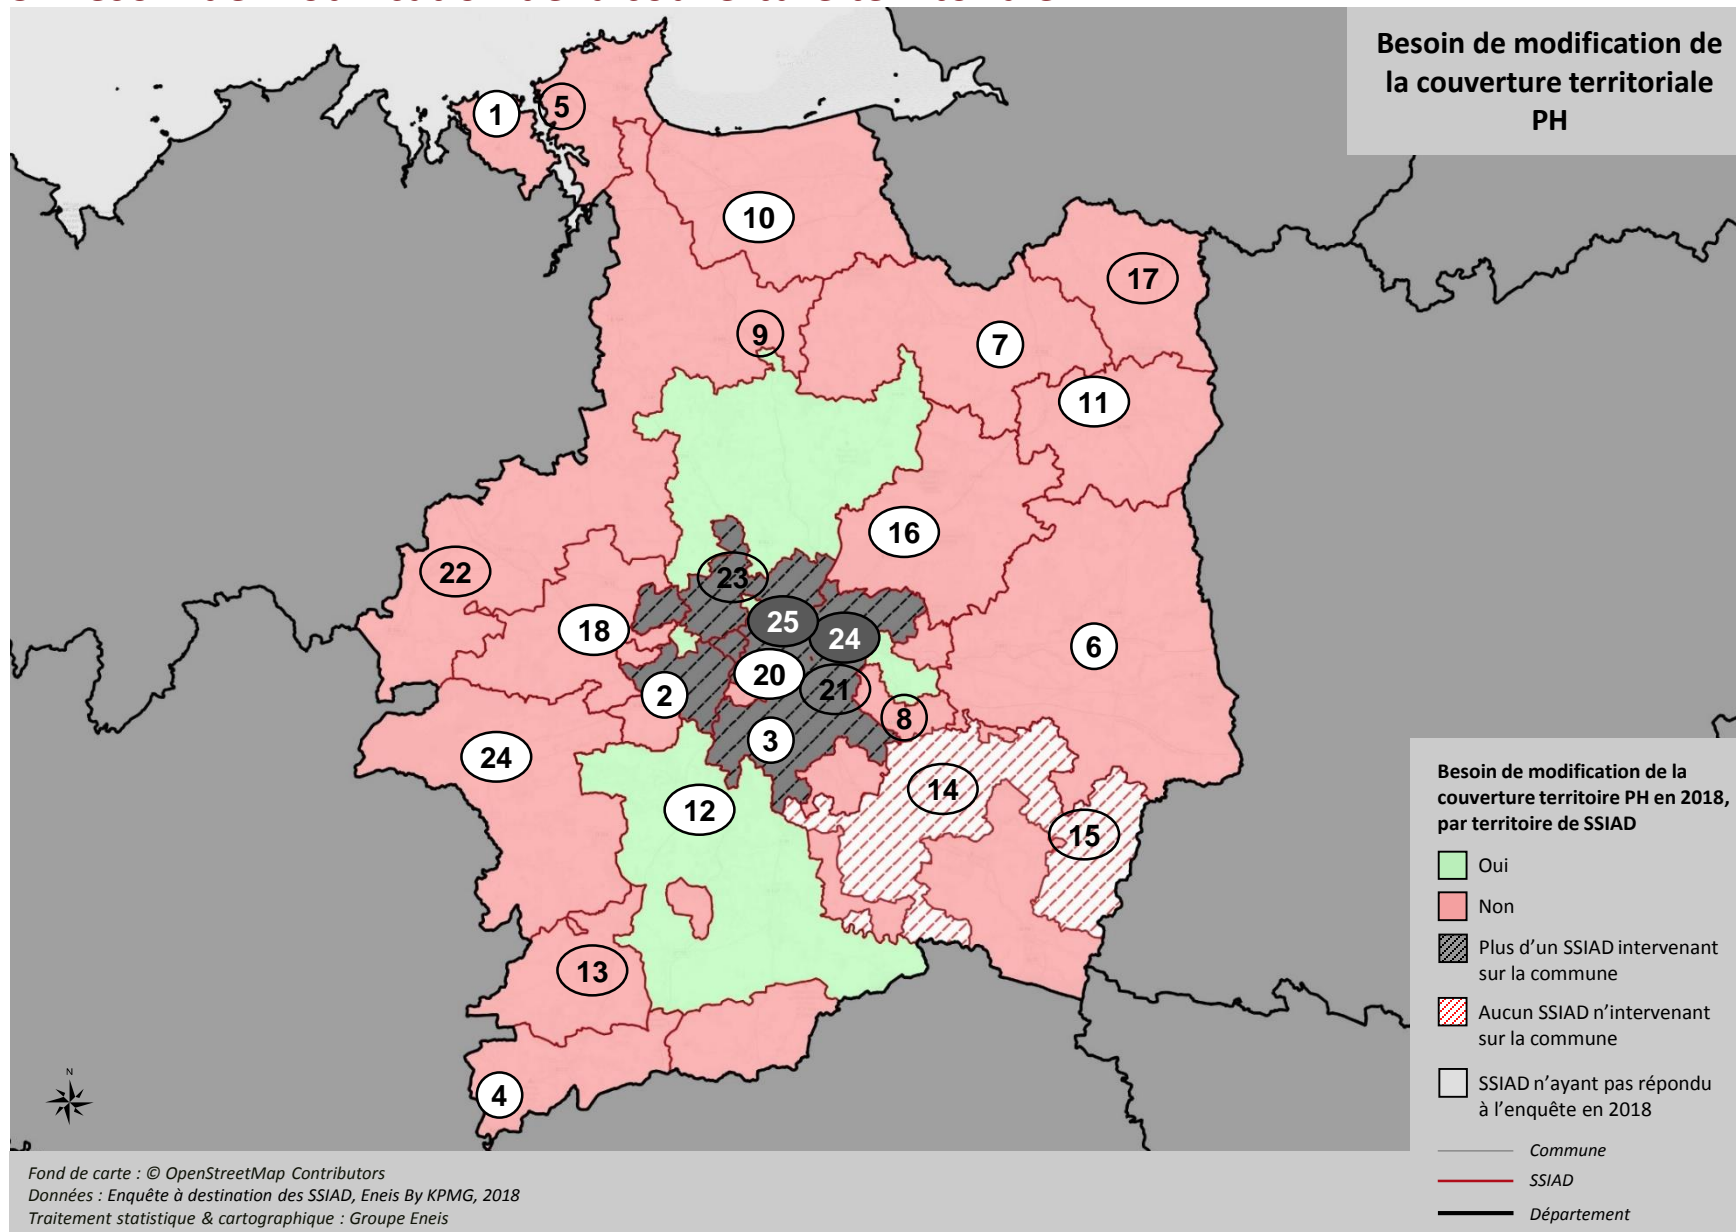 Besoin de modification de
la couverture territoriale
PH
1
5
10
17
9
7
11
16
22
23
18
25
24
6
20
2
21
8
3
24
14
12
15
13
4
Besoin de modification de la
couverture territoire PH en 2018,
par territoire de SSIAD
Oui
Non
Plus d’un SSIAD intervenant
sur la commune
Aucun SSIAD n’intervenant
sur la commune
SSIAD n’ayant pas répondu
à l’enquête en 2018
Commune
SSIAD
Département
N
Fond de carte : © OpenStreetMap Contributors
Données : Enquête à destination des SSIAD, Eneis By KPMG, 2018
Traitement statistique & cartographique : Groupe Eneis